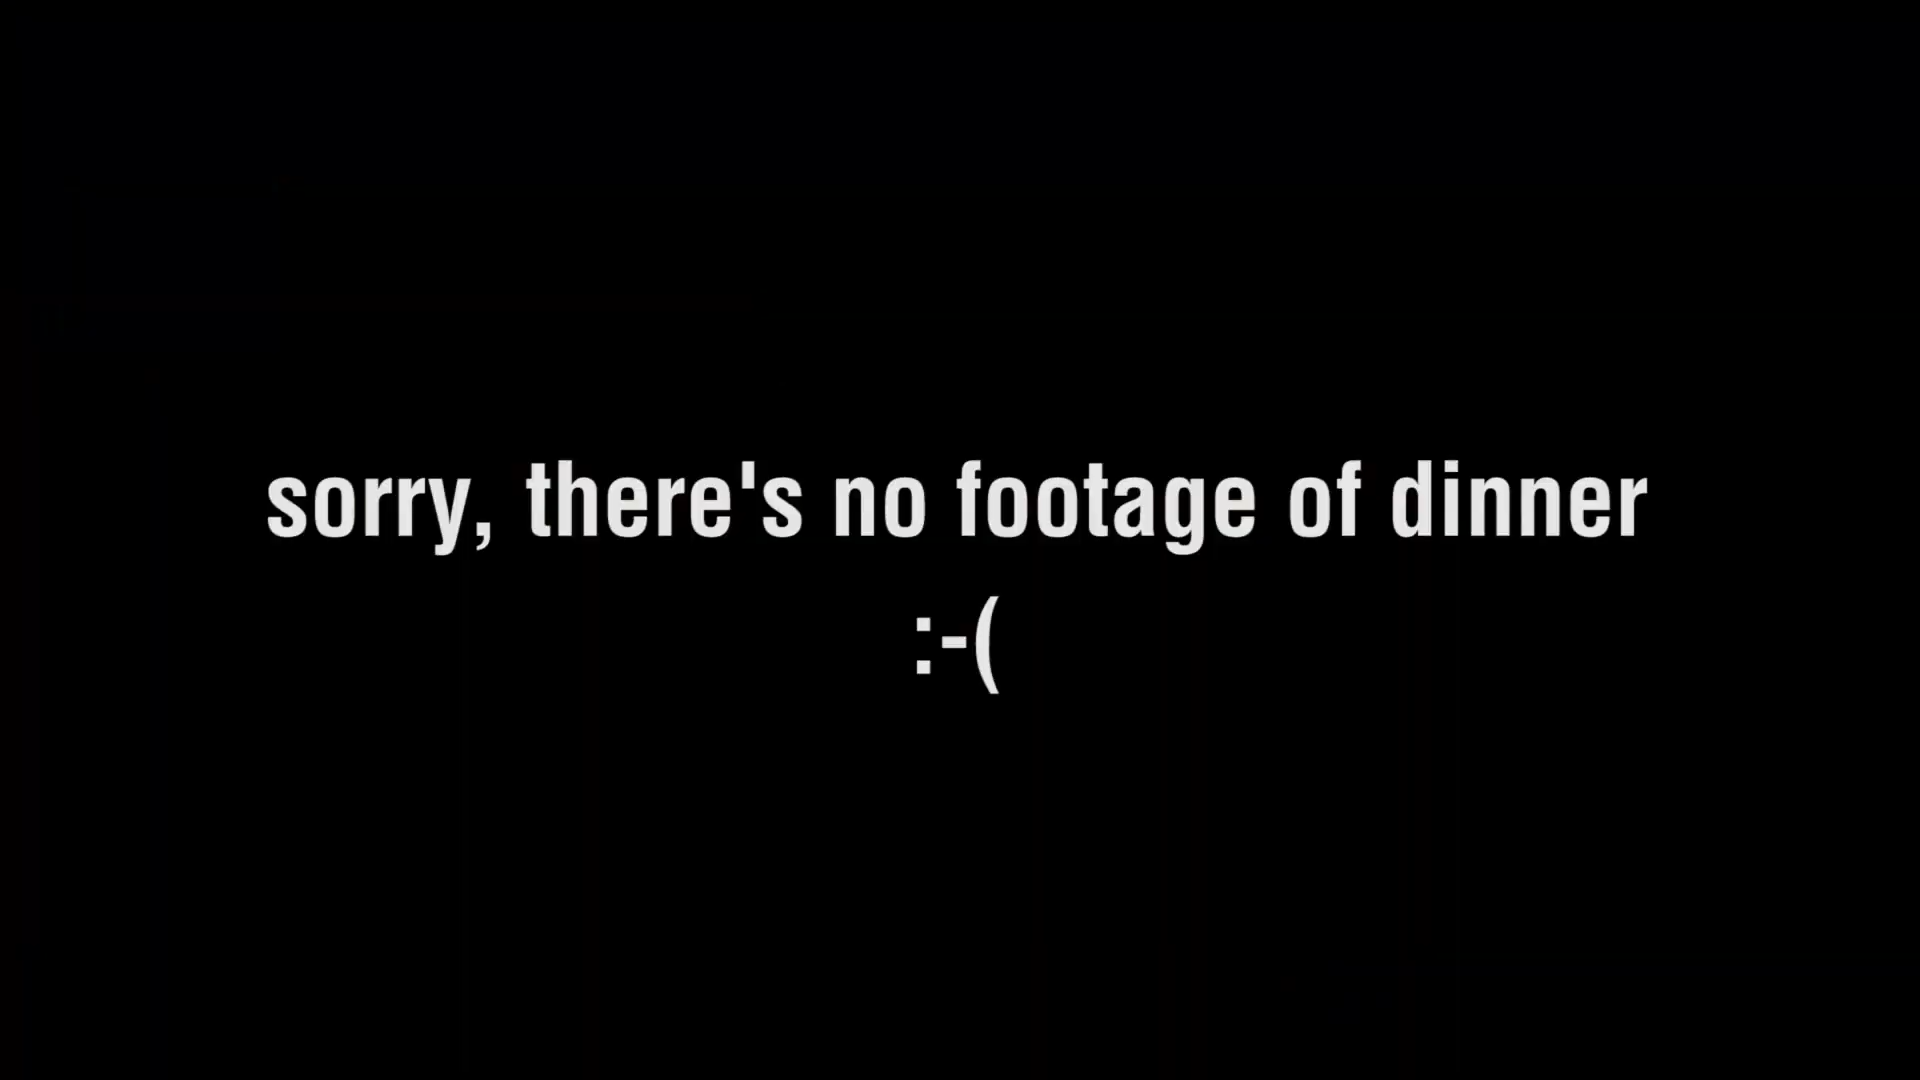 sorry, there's no footage of dinner
:-(